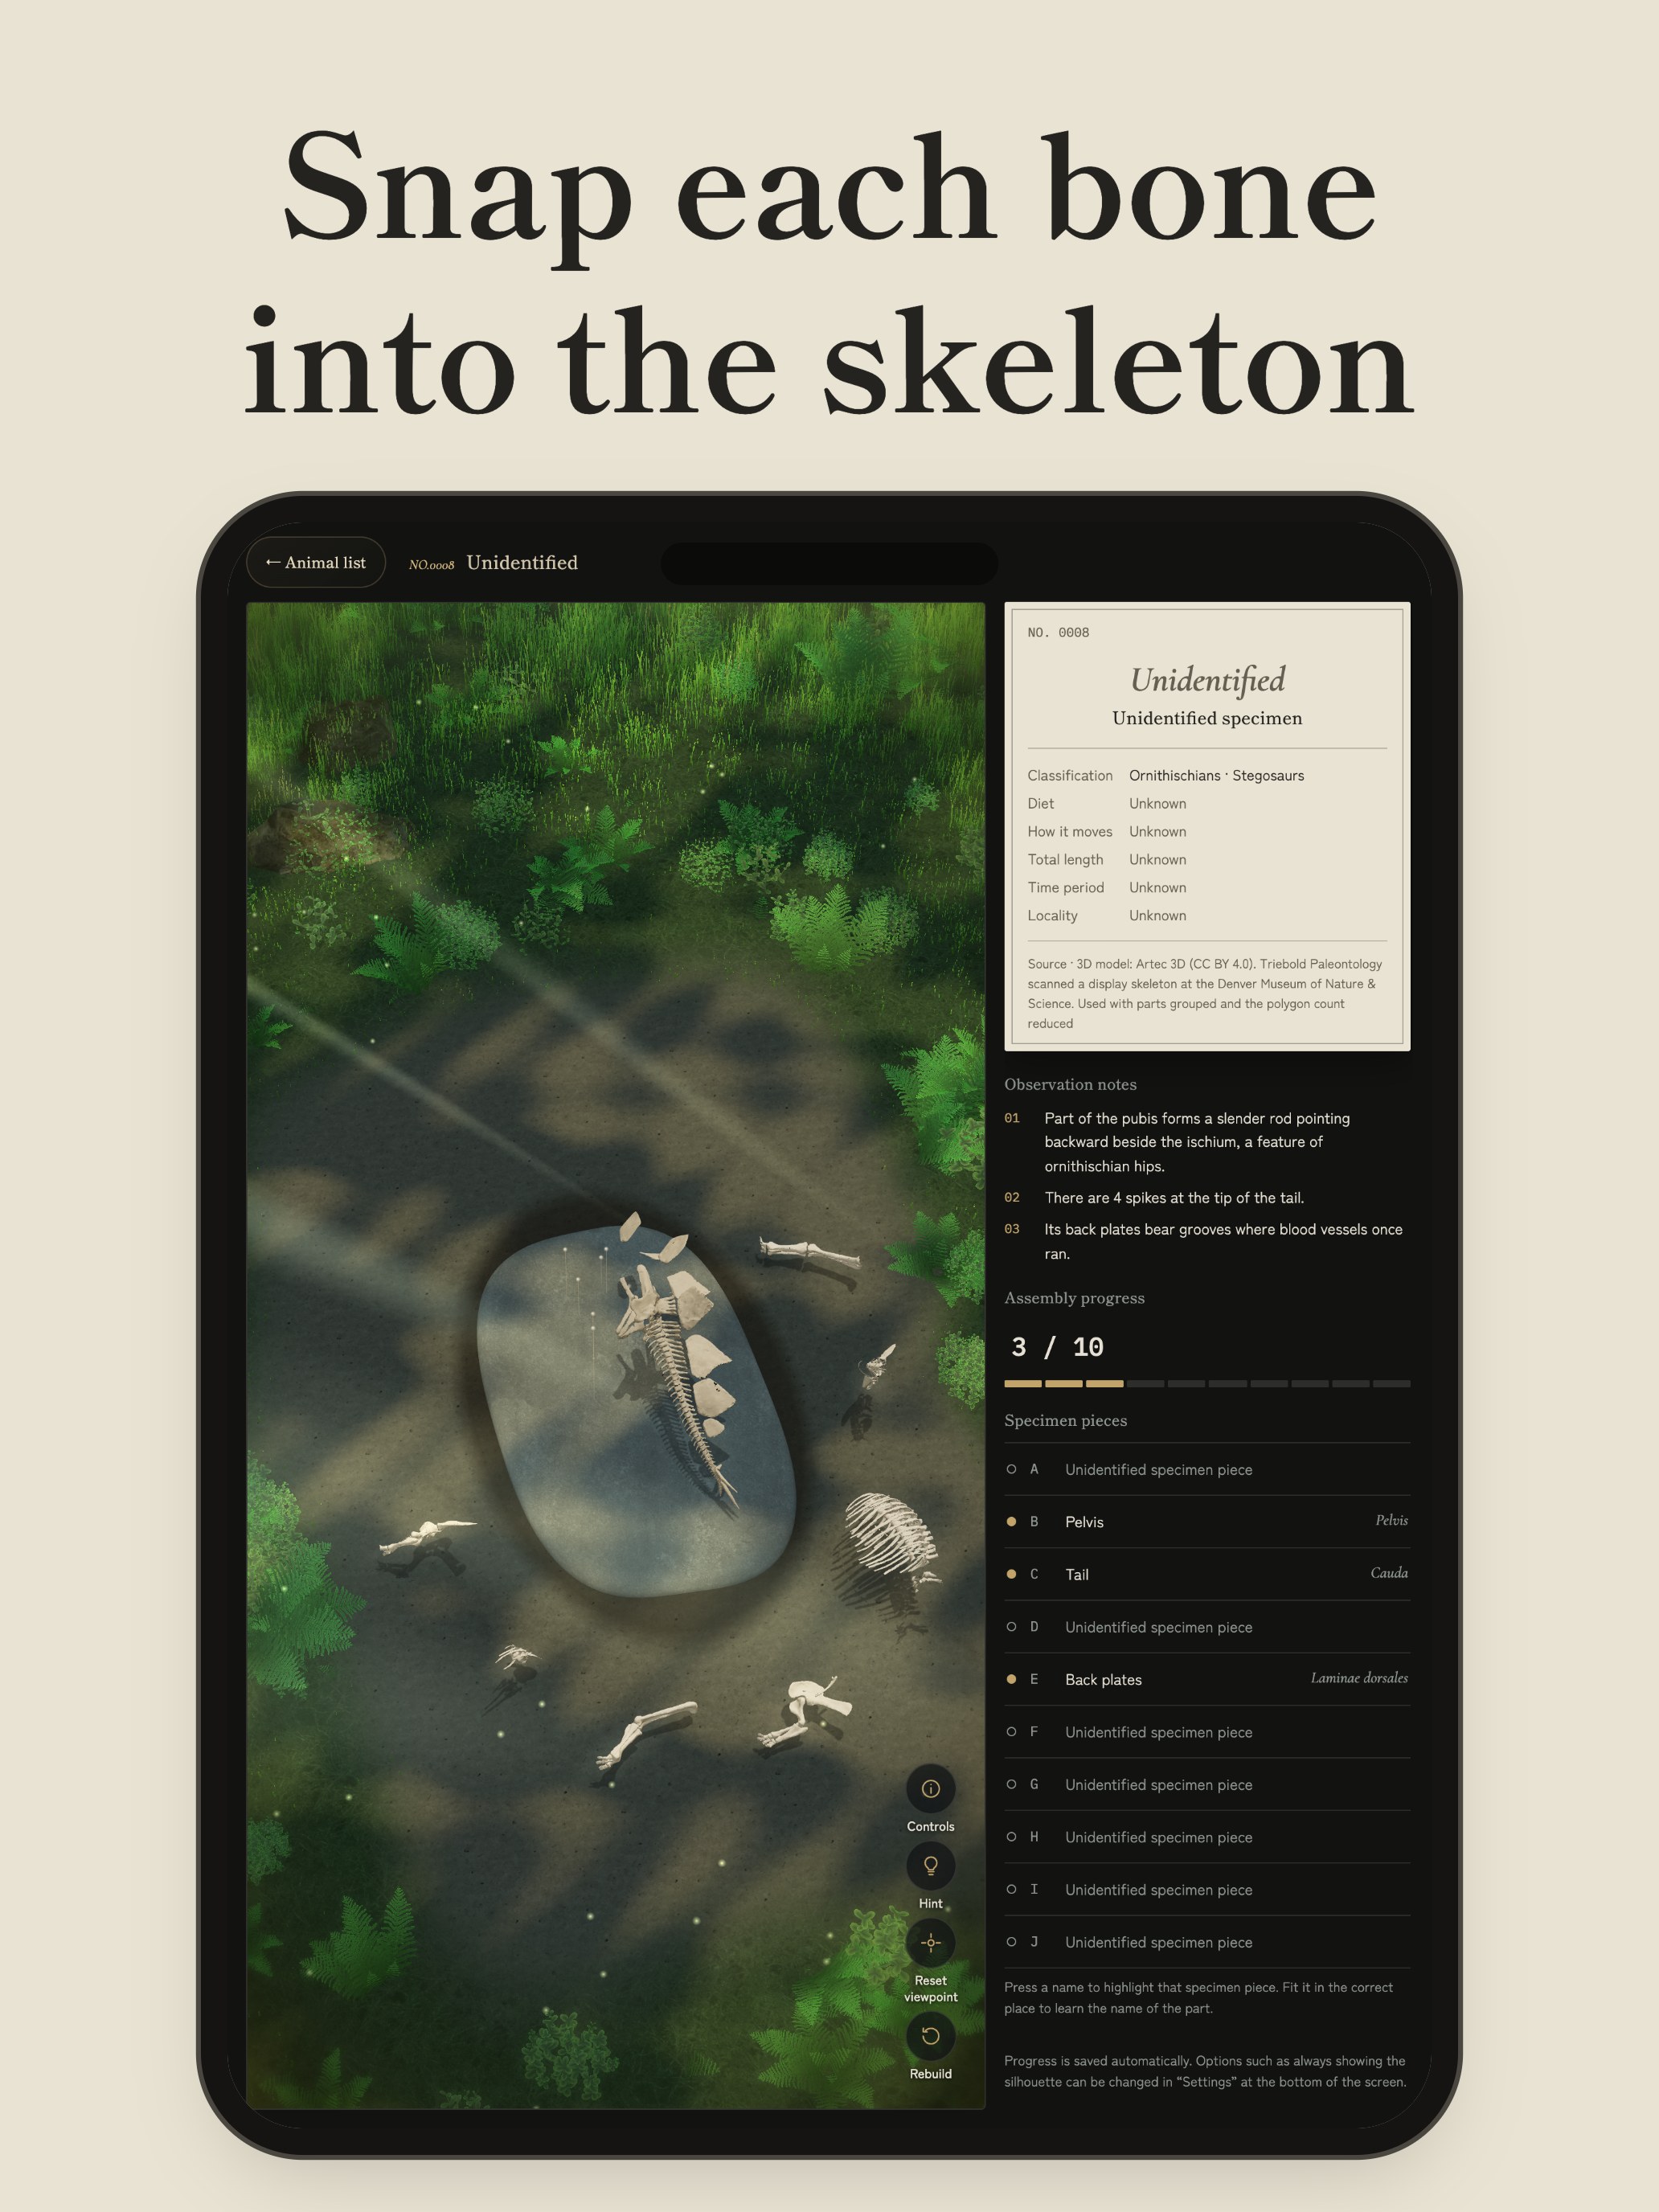 Snap each bone
into the skeleton
← Animal list
NO.0008 Unidentified
NO. 0008
Unidentified
Unidentified specimen
Classification Ornithischians · Stegosaurs
Diet Unknown
How it moves Unknown
Total length Unknown
Time period Unknown
Locality Unknown
Source · 3D model: Artec 3D (CC BY 4.0). Triebold Paleontology
scanned a display skeleton at the Denver Museum of Nature &
Science. Used with parts grouped and the polygon count
reduced
Observation notes
01 Part of the pubis forms a slender rod pointing
backward beside the ischium, a feature of
ornithischian hips.
02 There are 4 spikes at the tip of the tail.
03 Its back plates bear grooves where blood vessels once
ran.
Assembly progress
3 / 10
Specimen pieces
A Unidentified specimen piece
B Pelvis Pelvis
C Tail Cauda
D Unidentified specimen piece
E Back plates Laminae dorsales
F Unidentified specimen piece
G Unidentified specimen piece
H Unidentified specimen piece
I Unidentified specimen piece
J Unidentified specimen piece
Press a name to highlight that specimen piece. Fit it in the correct
place to learn the name of the part.
Progress is saved automatically. Options such as always showing the
silhouette can be changed in “Settings” at the bottom of the screen.
Controls
Hint
Reset
viewpoint
Rebuild